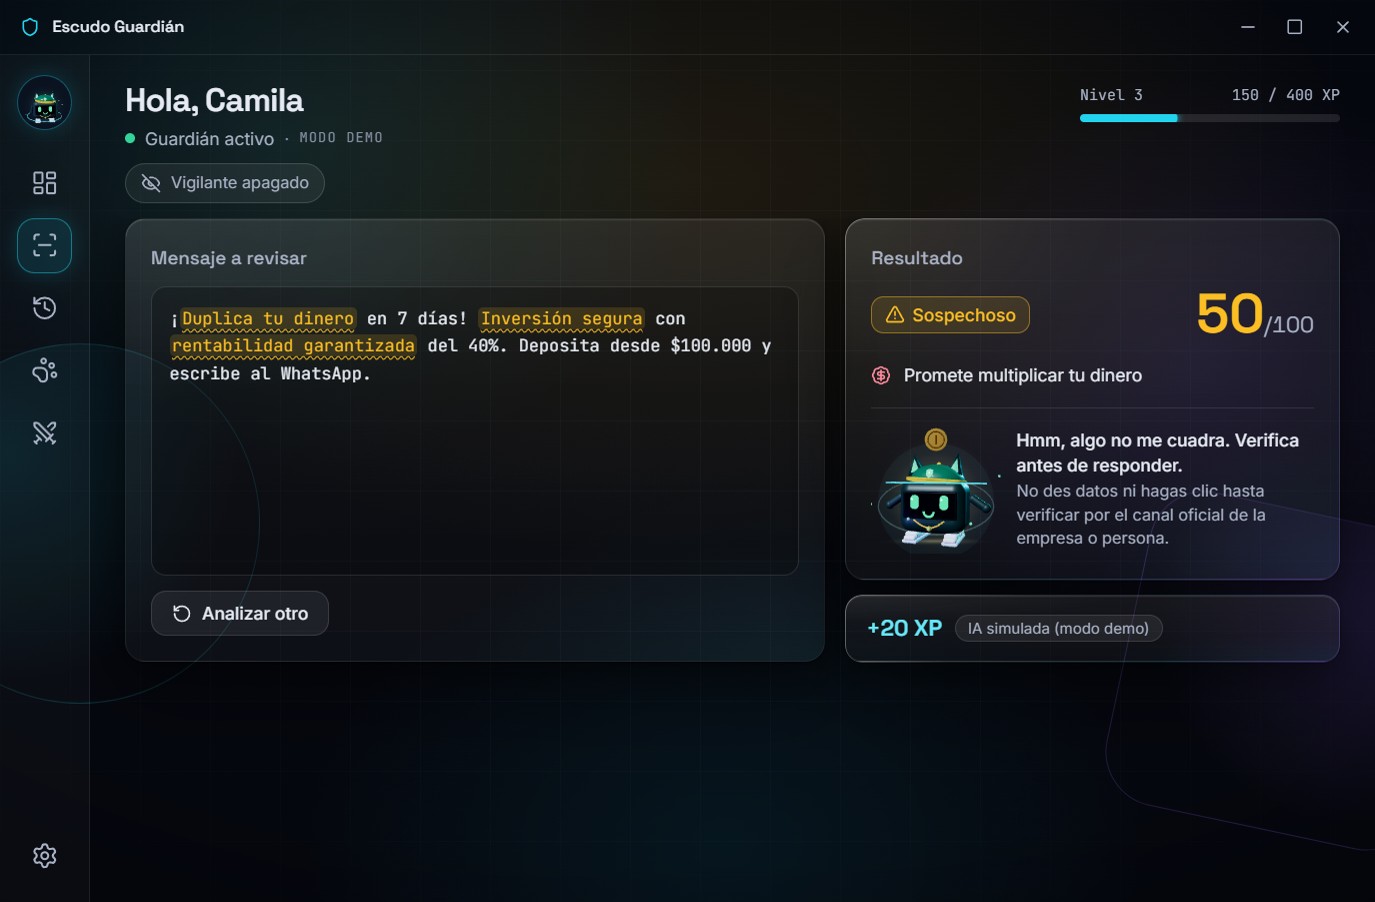 Escudo Guardián
Hola, Camila
Guardián activo · MODO DEMO
Vigilante apagado
Nivel 3
150 / 400 XP
Mensaje a revisar
¡Duplica tu dinero en 7 días! Inversión segura con
rentabilidad garantizada del 40%. Deposita desde $100.000 y
escribe al WhatsApp.
Analizar otro
Resultado
Sospechoso
50/100
Promete multiplicar tu dinero
Hmm, algo no me cuadra. Verifica
antes de responder.
No des datos ni hagas clic hasta
verificar por el canal oficial de la
empresa o persona.
+20 XP
IA simulada (modo demo)